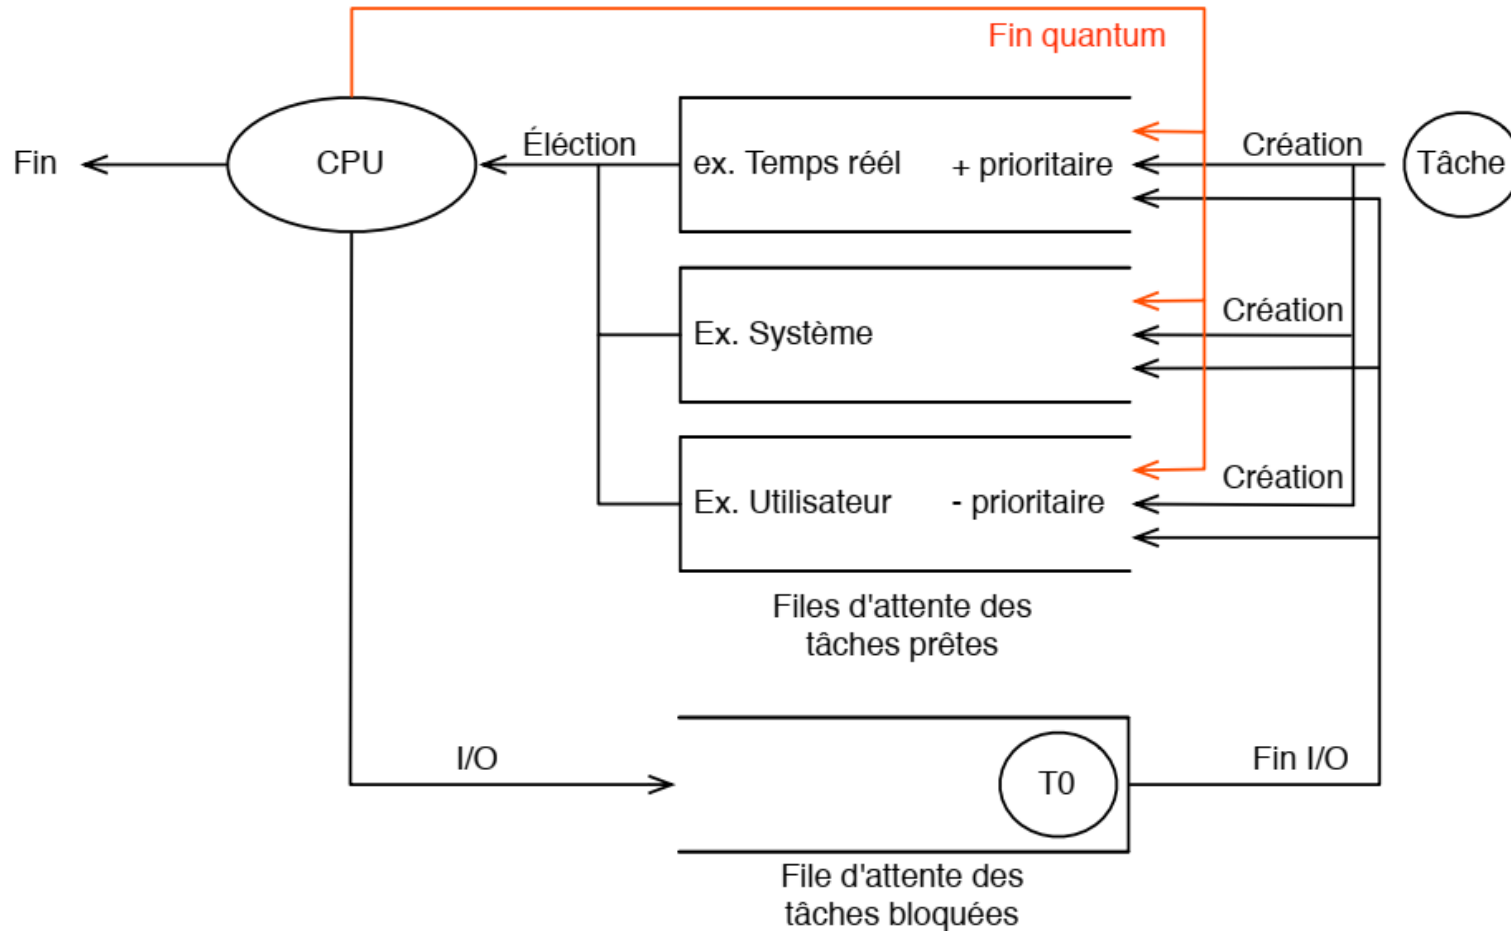 Fin quantum
Fin
CPU
Éléction
ex. Temps réél + prioritaire
Création
Tâche
Ex. Système
Création
Ex. Utilisateur - prioritaire
Création
Files d'attente des
tâches prêtes
I/O
T0
Fin I/O
File d'attente des
tâches bloquées